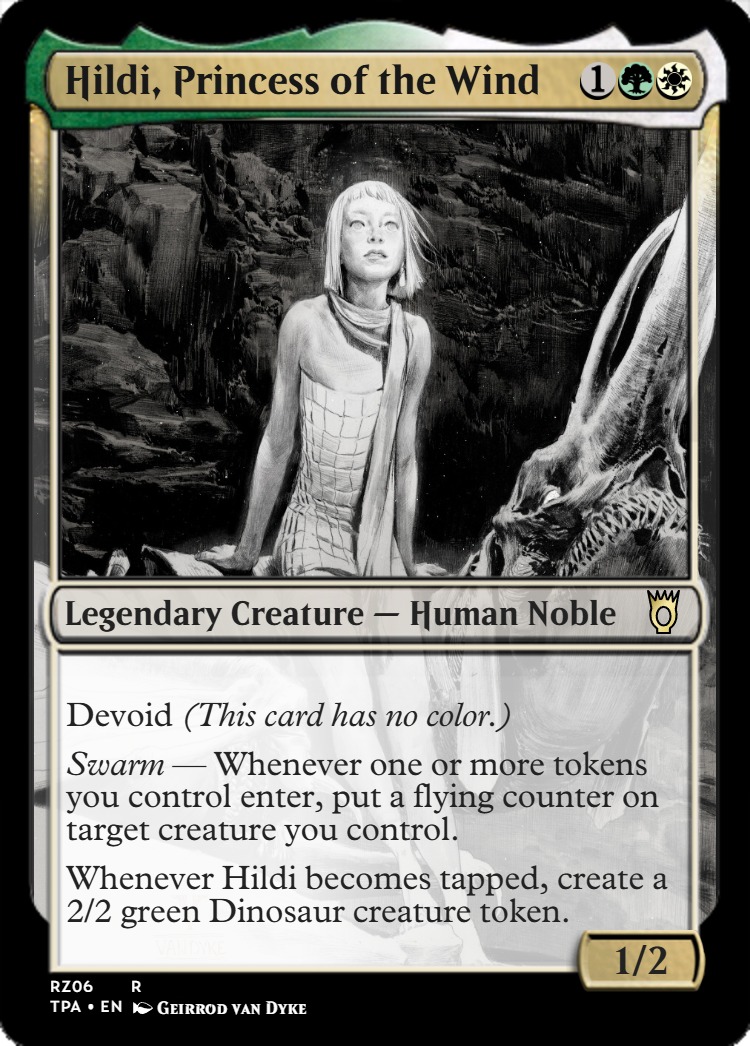 Hildi, Princess of the Wind 1
Legendary Creature — Human Noble
Devoid (This card has no color.)
Swarm — Whenever one or more tokens
you control enter, put a flying counter on
target creature you control.
Whenever Hildi becomes tapped, create a
2/2 green Dinosaur creature token.
1/2
RZ06 R
TPA • EN Geirrod van Dyke